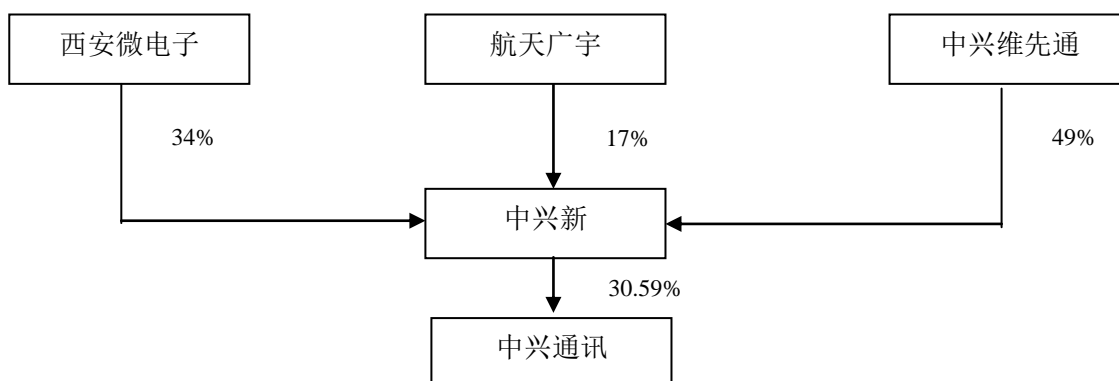 西安微电子
航天广宇
中兴维先通
34%
17%
49%
中兴新
30.59%
中兴通讯